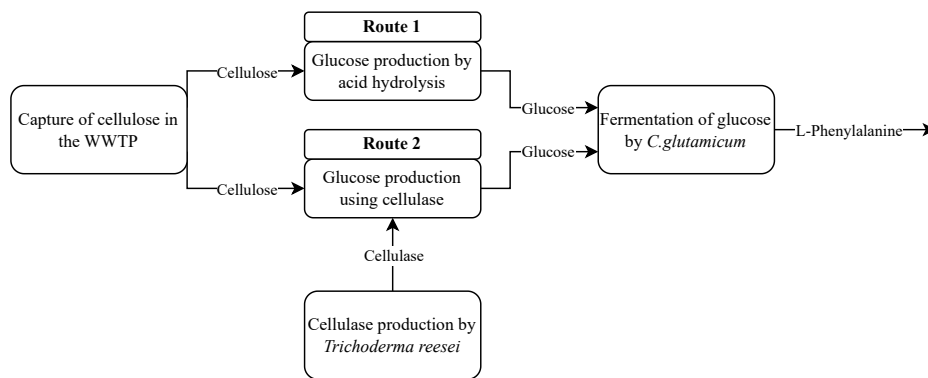 Route 1
Glucose production by
acid hydrolysis
Cellulose
Capture of cellulose in
the WWTP
Glucose
Fermentation of glucose
by C.glutamicum
L-Phenylalanine
Route 2
Glucose production
using cellulase
Cellulose
Glucose
Cellulase
Cellulase production by
Trichoderma reesei